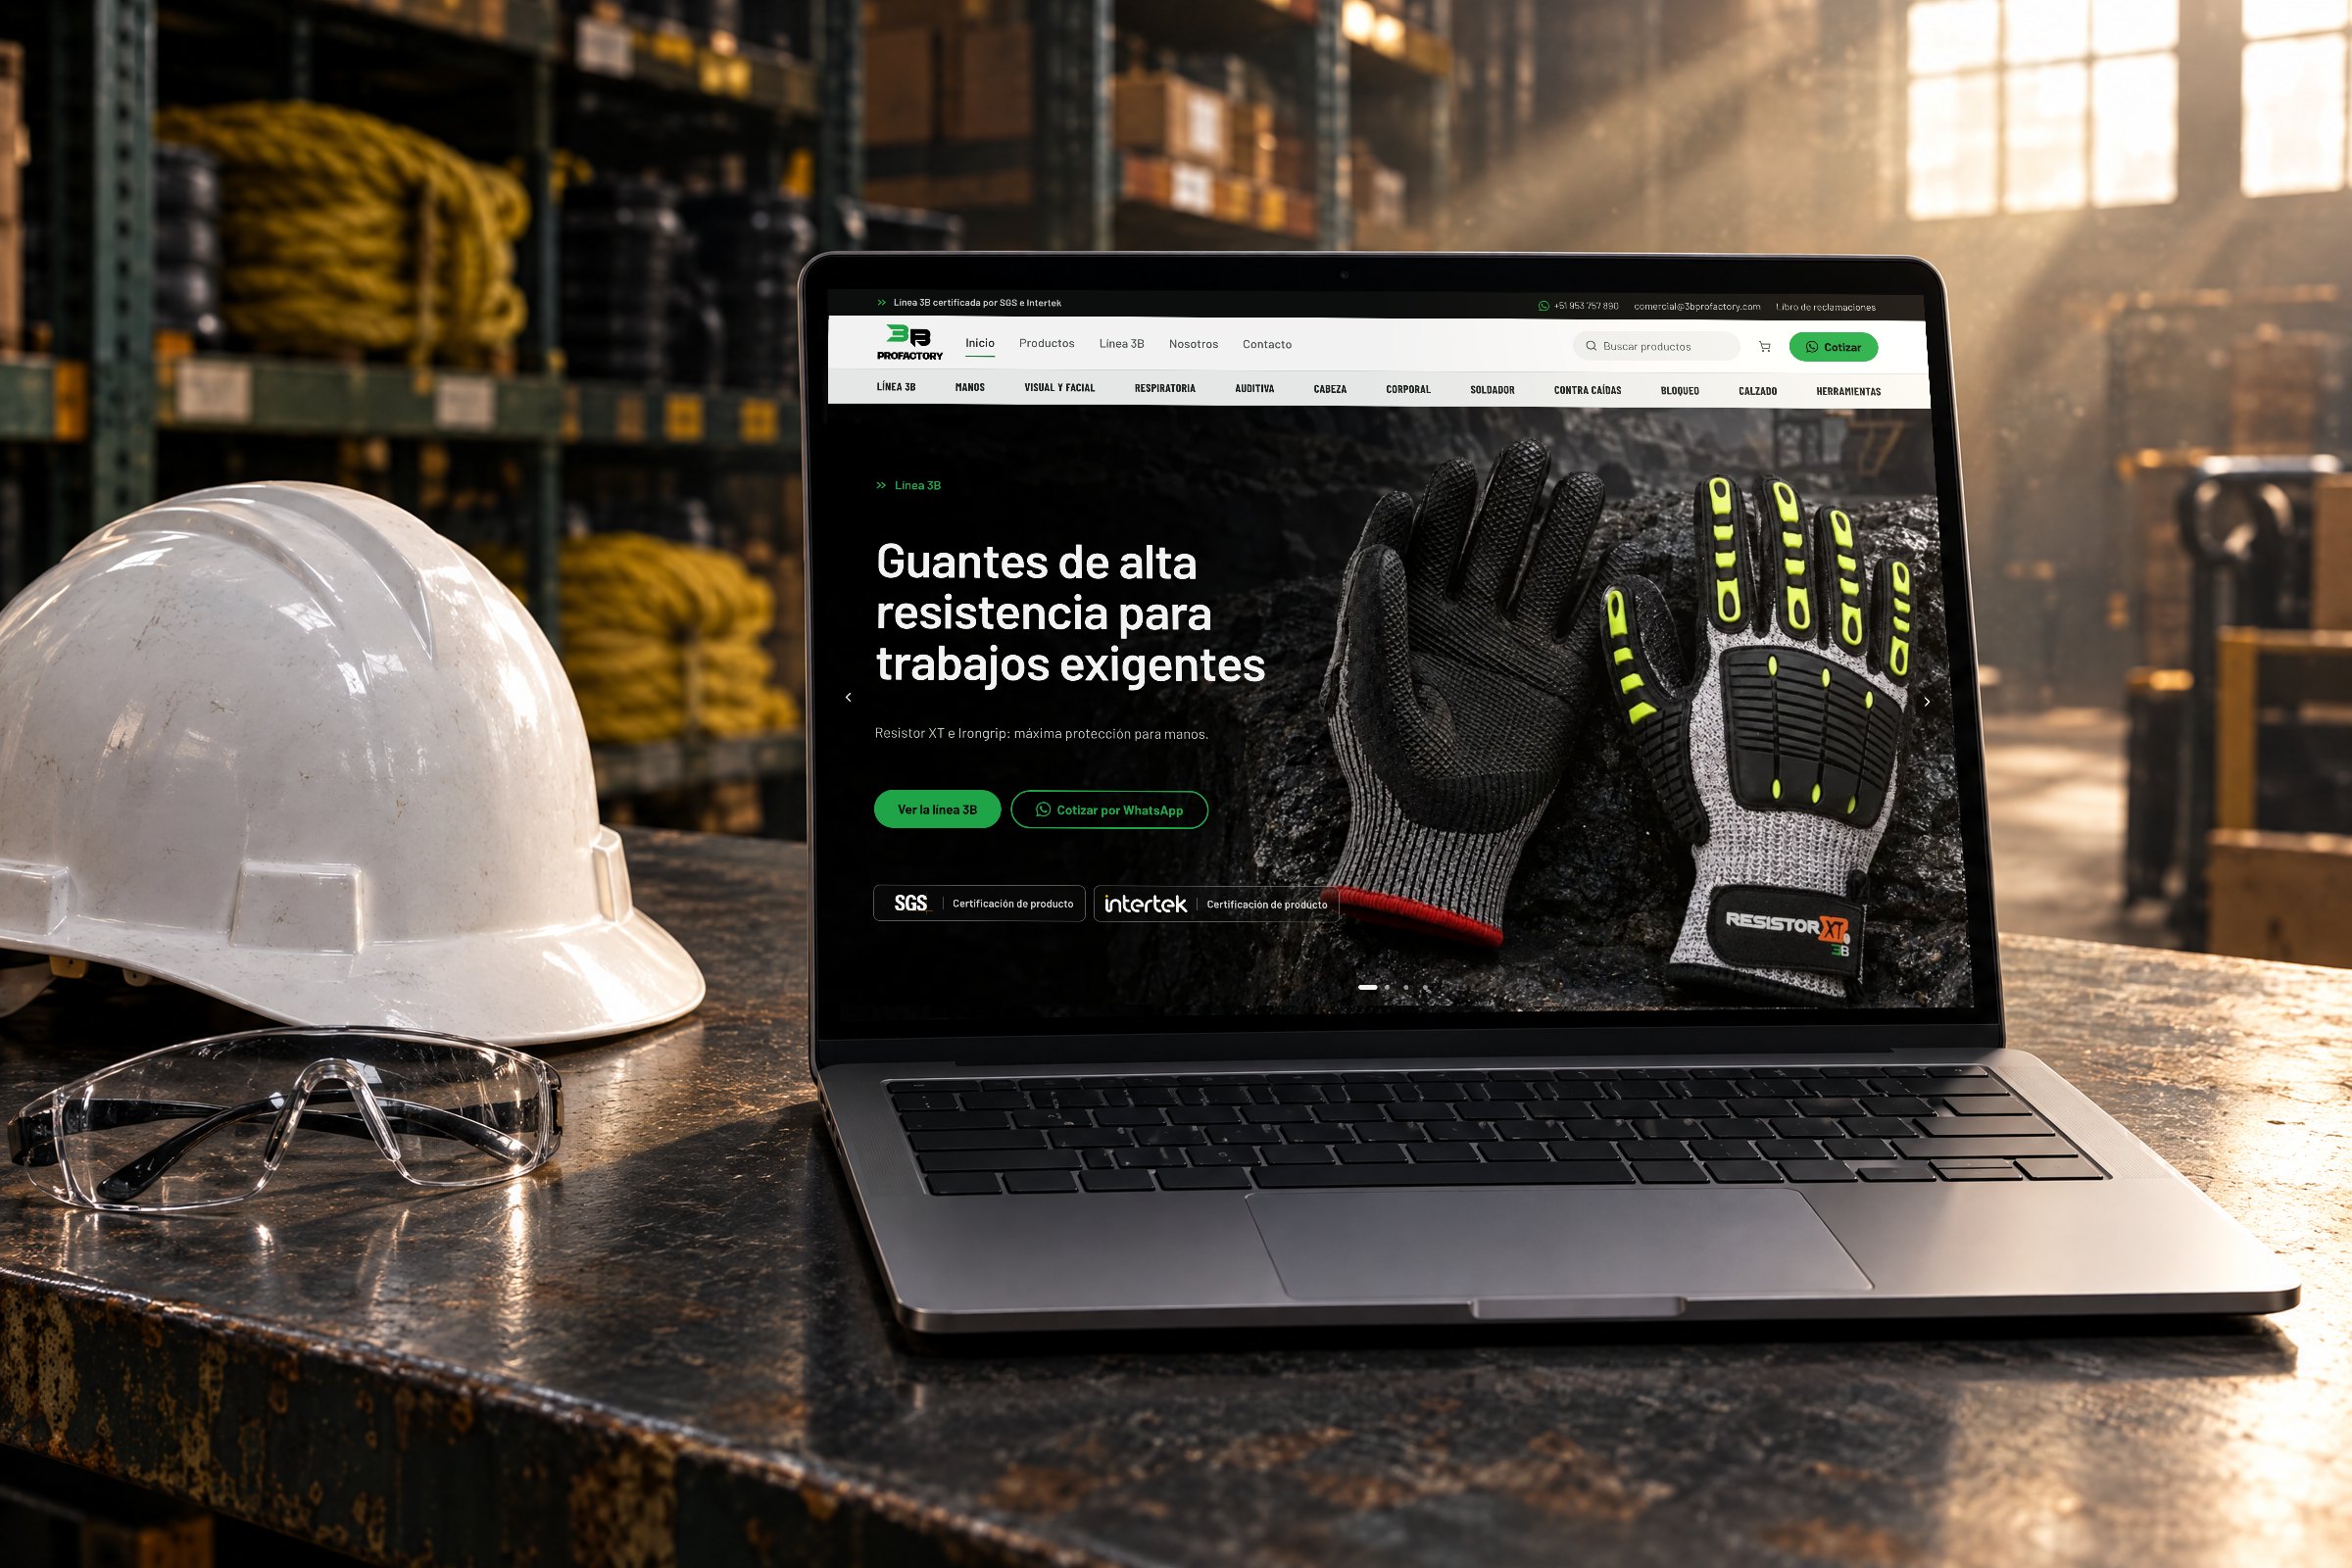 Línea 3B certificada por SGS e Intertek
+51 953 757 890 comercial@3bprofactory.com Libro de reclamaciones
3B
PROFACTORY
Inicio Productos Línea 3B Nosotros Contacto
Buscar productos
Cotizar
LÍNEA 3B MANOS VISUAL Y FACIAL RESPIRATORIA AUDITIVA CABEZA CORPORAL SOLDADOR CONTRA CAÍDAS BLOQUEO CALZADO HERRAMIENTAS
Línea 3B
Guantes de alta
resistencia para
trabajos exigentes
Resistor XT e Irongrip: máxima protección para manos.
Ver la línea 3B
Cotizar por WhatsApp
SGS Certificación de producto
intertek Certificación de producto
RESISTOR XT
3B